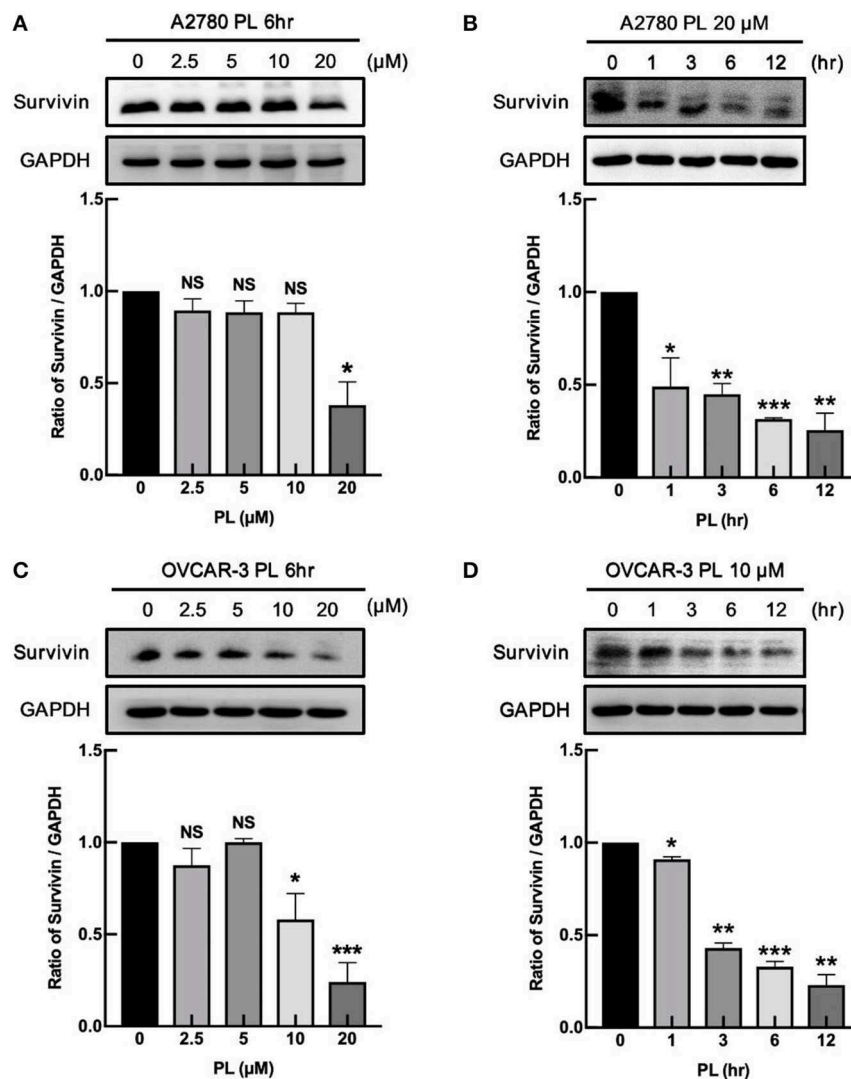 A
A2780 PL 6hr
0 2.5 5 10 20 (µM)
Survivin
GAPDH
Ratio of Survivin / GAPDH
1.5
1.0
0.5
0.0
NS NS NS *
0 2.5 5 10 20
PL (µM)
B
A2780 PL 20 µM
0 1 3 6 12 (hr)
Survivin
GAPDH
Ratio of Survivin / GAPDH
1.5
1.0
0.5
0.0
* ** *** **
0 1 3 6 12
PL (hr)
C
OVCAR-3 PL 6hr
0 2.5 5 10 20 (µM)
Survivin
GAPDH
Ratio of Survivin / GAPDH
1.5
1.0
0.5
0.0
NS NS * ***
0 2.5 5 10 20
PL (µM)
D
OVCAR-3 PL 10 µM
0 1 3 6 12 (hr)
Survivin
GAPDH
Ratio of Survivin / GAPDH
1.5
1.0
0.5
0.0
* ** *** **
0 1 3 6 12
PL (hr)